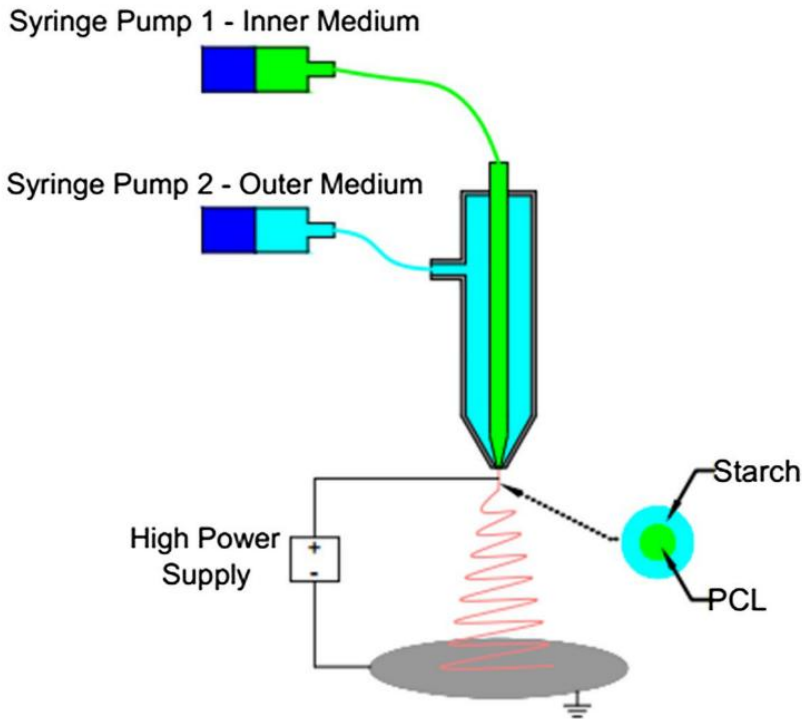 Syringe Pump 1 - Inner Medium
Syringe Pump 2 - Outer Medium
Starch
High Power
Supply
+
-
PCL